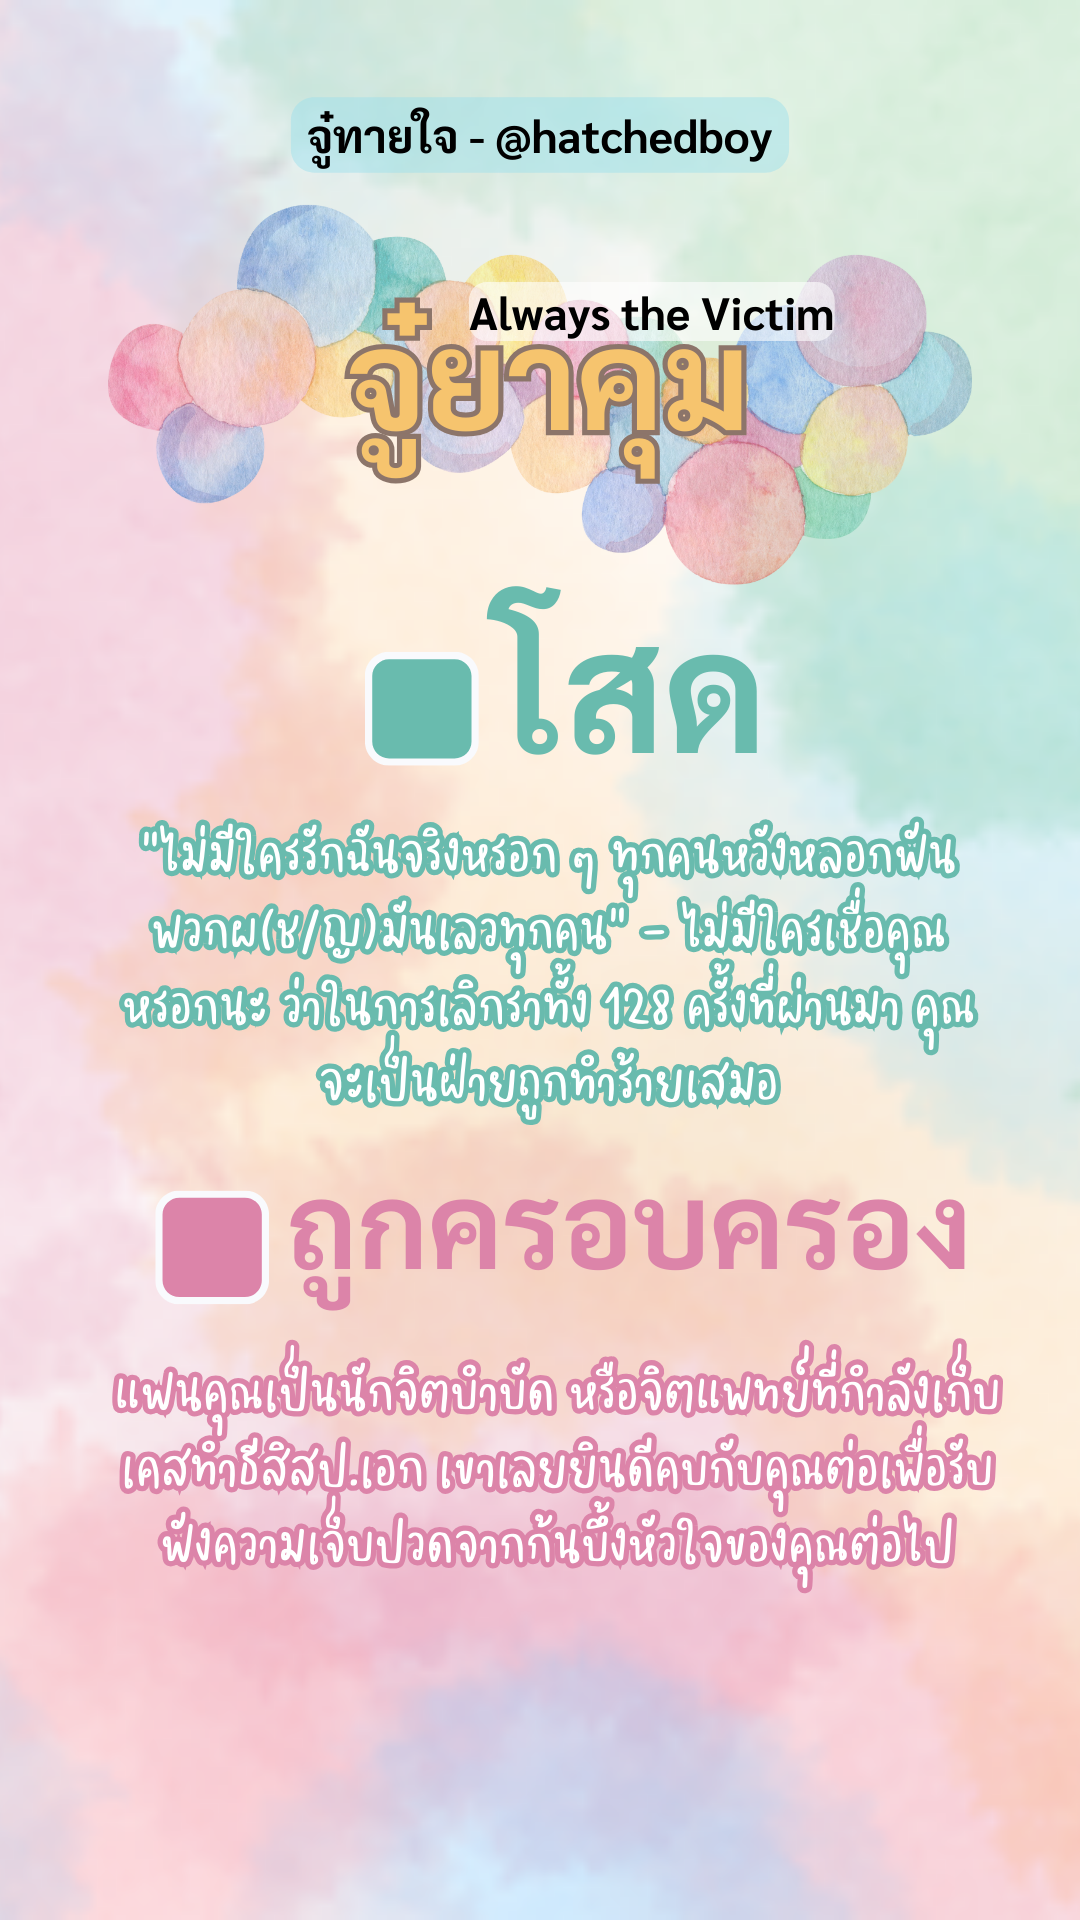 จู๋ทายใจ - @hatchedboy
Always the Victim
จู๋ยาคุม
โสด
"ไม่มีใครรักฉันจริงหรอก ๆ ทุกคนหวังหลอกฟัน
พวกผ(ช/ญ)มันเลวทุกคน" - ไม่มีใครเชื่อคุณ
หรอกนะ ว่าในการเลิกราทั้ง 128 ครั้งที่ผ่านมา คุณ
จะเป็นฝ่ายถูกทำร้ายเสมอ
ถูกครอบครอง
แฟนคุณเป็นนักจิตบำบัด หรือจิตแพทย์ที่กำลังเก็บ
เคสทำธีสิสป.เอก เขาเลยยินดีคบกับคุณต่อเพื่อรับ
ฟังความเจ็บปวดจากก้นบึ้งหัวใจของคุณต่อไป